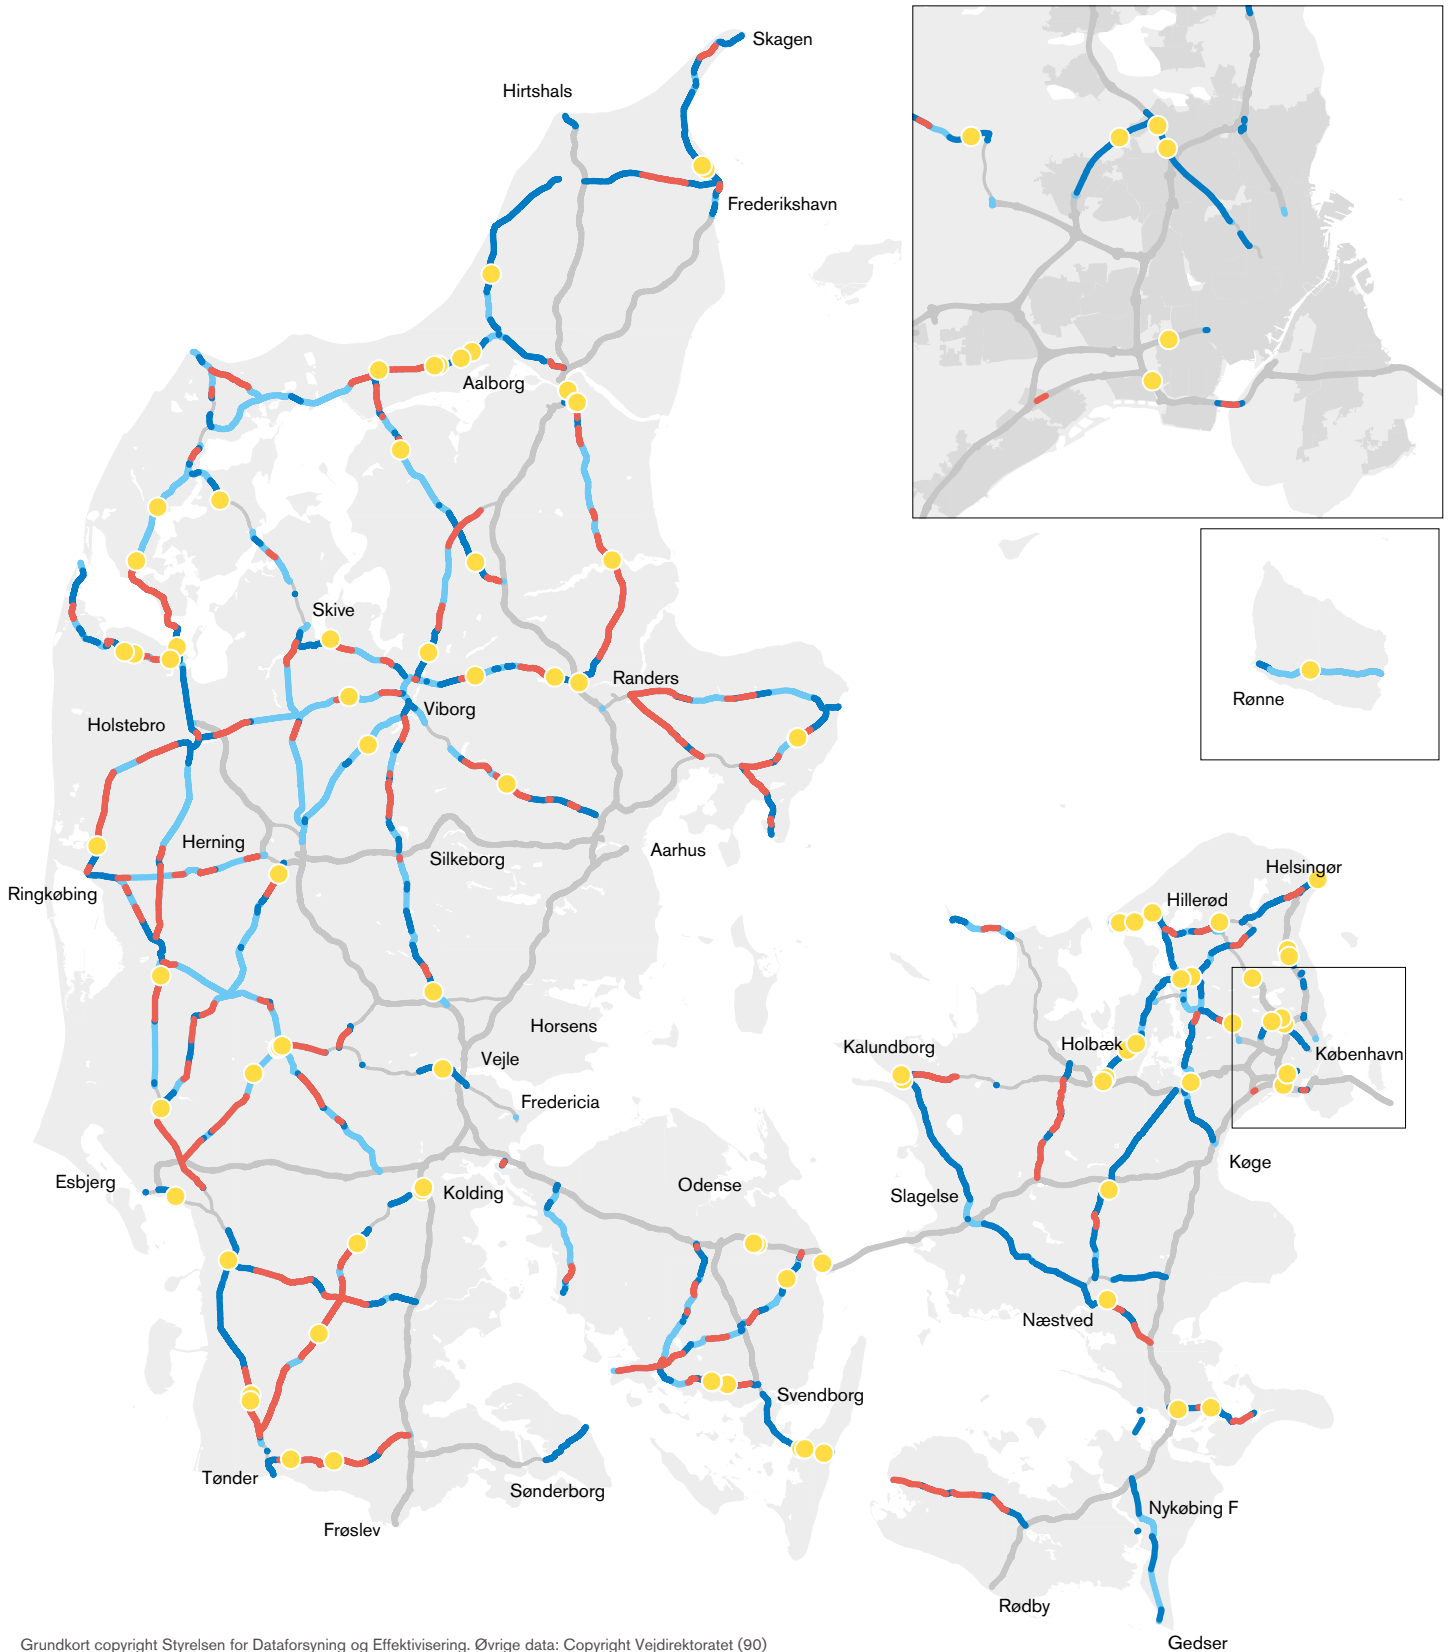 Skagen
Hirtshals
Frederikshavn
Aalborg
Skive
Randers
Viborg
Holstebro
Rønne
Herning
Silkeborg
Aarhus
Ringkøbing
Helsingør
Hillerød
Horsens
Vejle
Kalundborg
Holbæk
København
Fredericia
Køge
Esbjerg
Kolding
Odense
Slagelse
Næstved
Svendborg
Tønder
Sønderborg
Frøslev
Nykøbing F
Rødby
Gedser
Grundkort copyright Styrelsen for Dataforsyning og Effektivisering. Øvrige data: Copyright Vejdirektoratet (90)